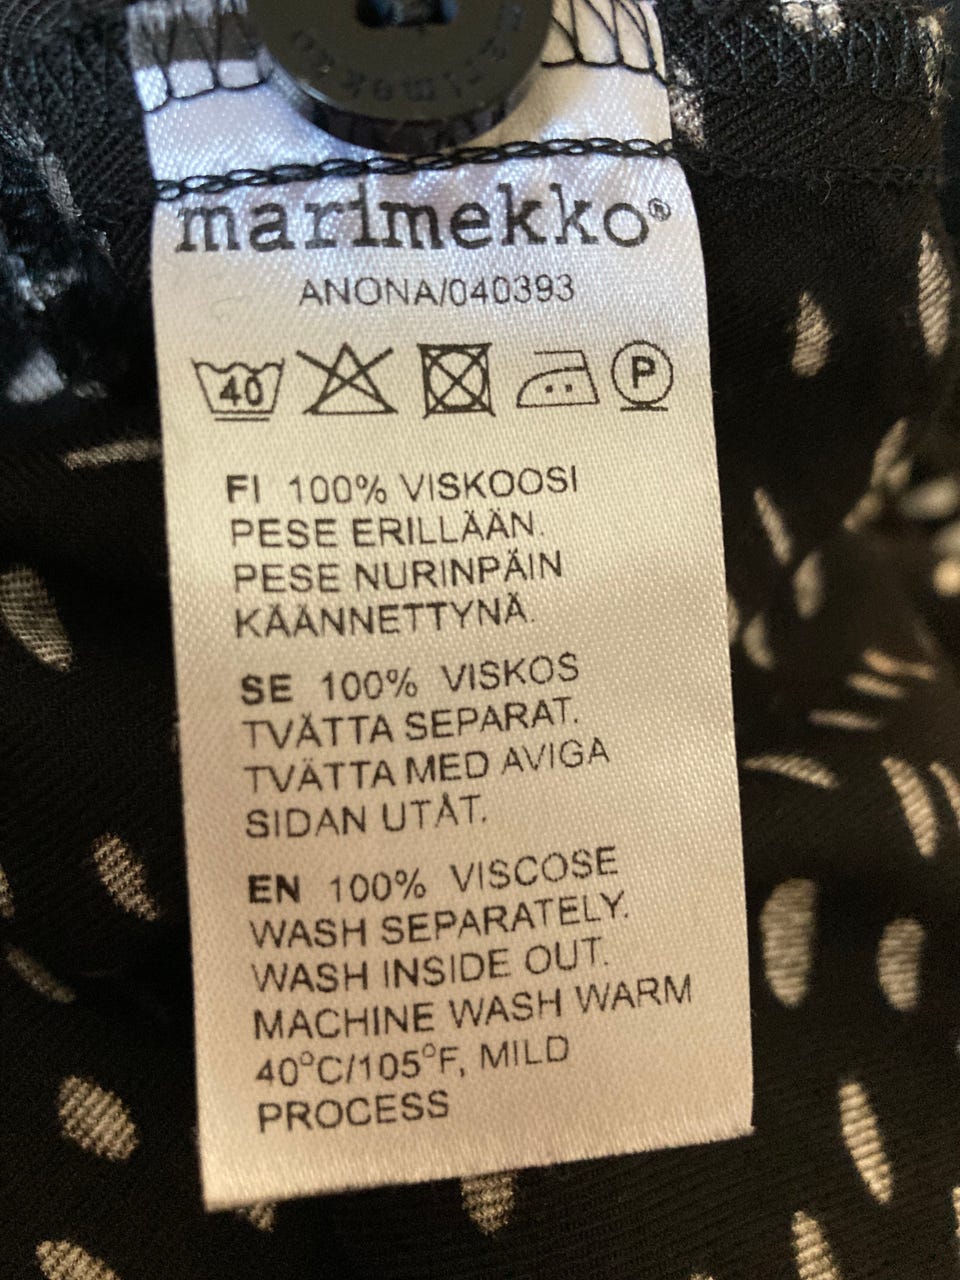 marimekko
marimekko®
ANONA/040393
40 P
FI 100% VISKOOSI
PESE ERILLÄÄN.
PESE NURINPÄIN
KÄÄNNETTYNÄ.
SE 100% VISKOS
TVÄTTA SEPARAT.
TVÄTTA MED AVIGA
SIDAN UTÅT.
EN 100% VISCOSE
WASH SEPARATELY.
WASH INSIDE OUT.
MACHINE WASH WARM
40°C/105°F, MILD
PROCESS